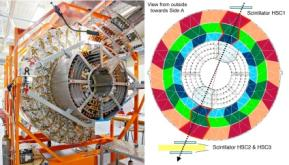 View from outside
towards Side A
Scintillator HSC1
Scintillator HSC2 & HSC3